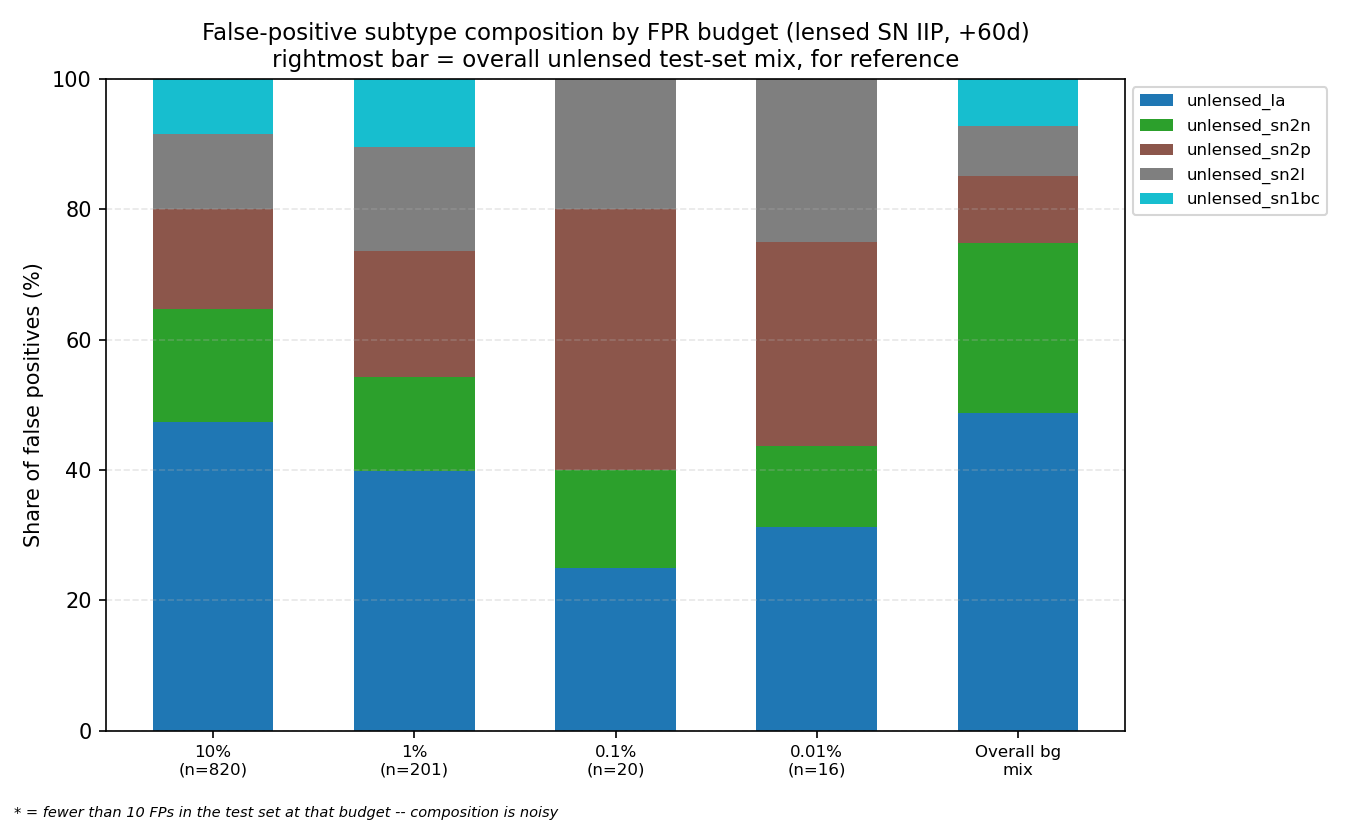 False-positive subtype composition by FPR budget (lensed SN IIP, +60d)
rightmost bar = overall unlensed test-set mix, for reference
Share of false positives (%)
100
80
60
40
20
0
10%
(n=820)
1%
(n=201)
0.1%
(n=20)
0.01%
(n=16)
Overall bg
mix
unlensed_Ia
unlensed_sn2n
unlensed_sn2p
unlensed_sn2l
unlensed_sn1bc
* = fewer than 10 FPs in the test set at that budget -- composition is noisy